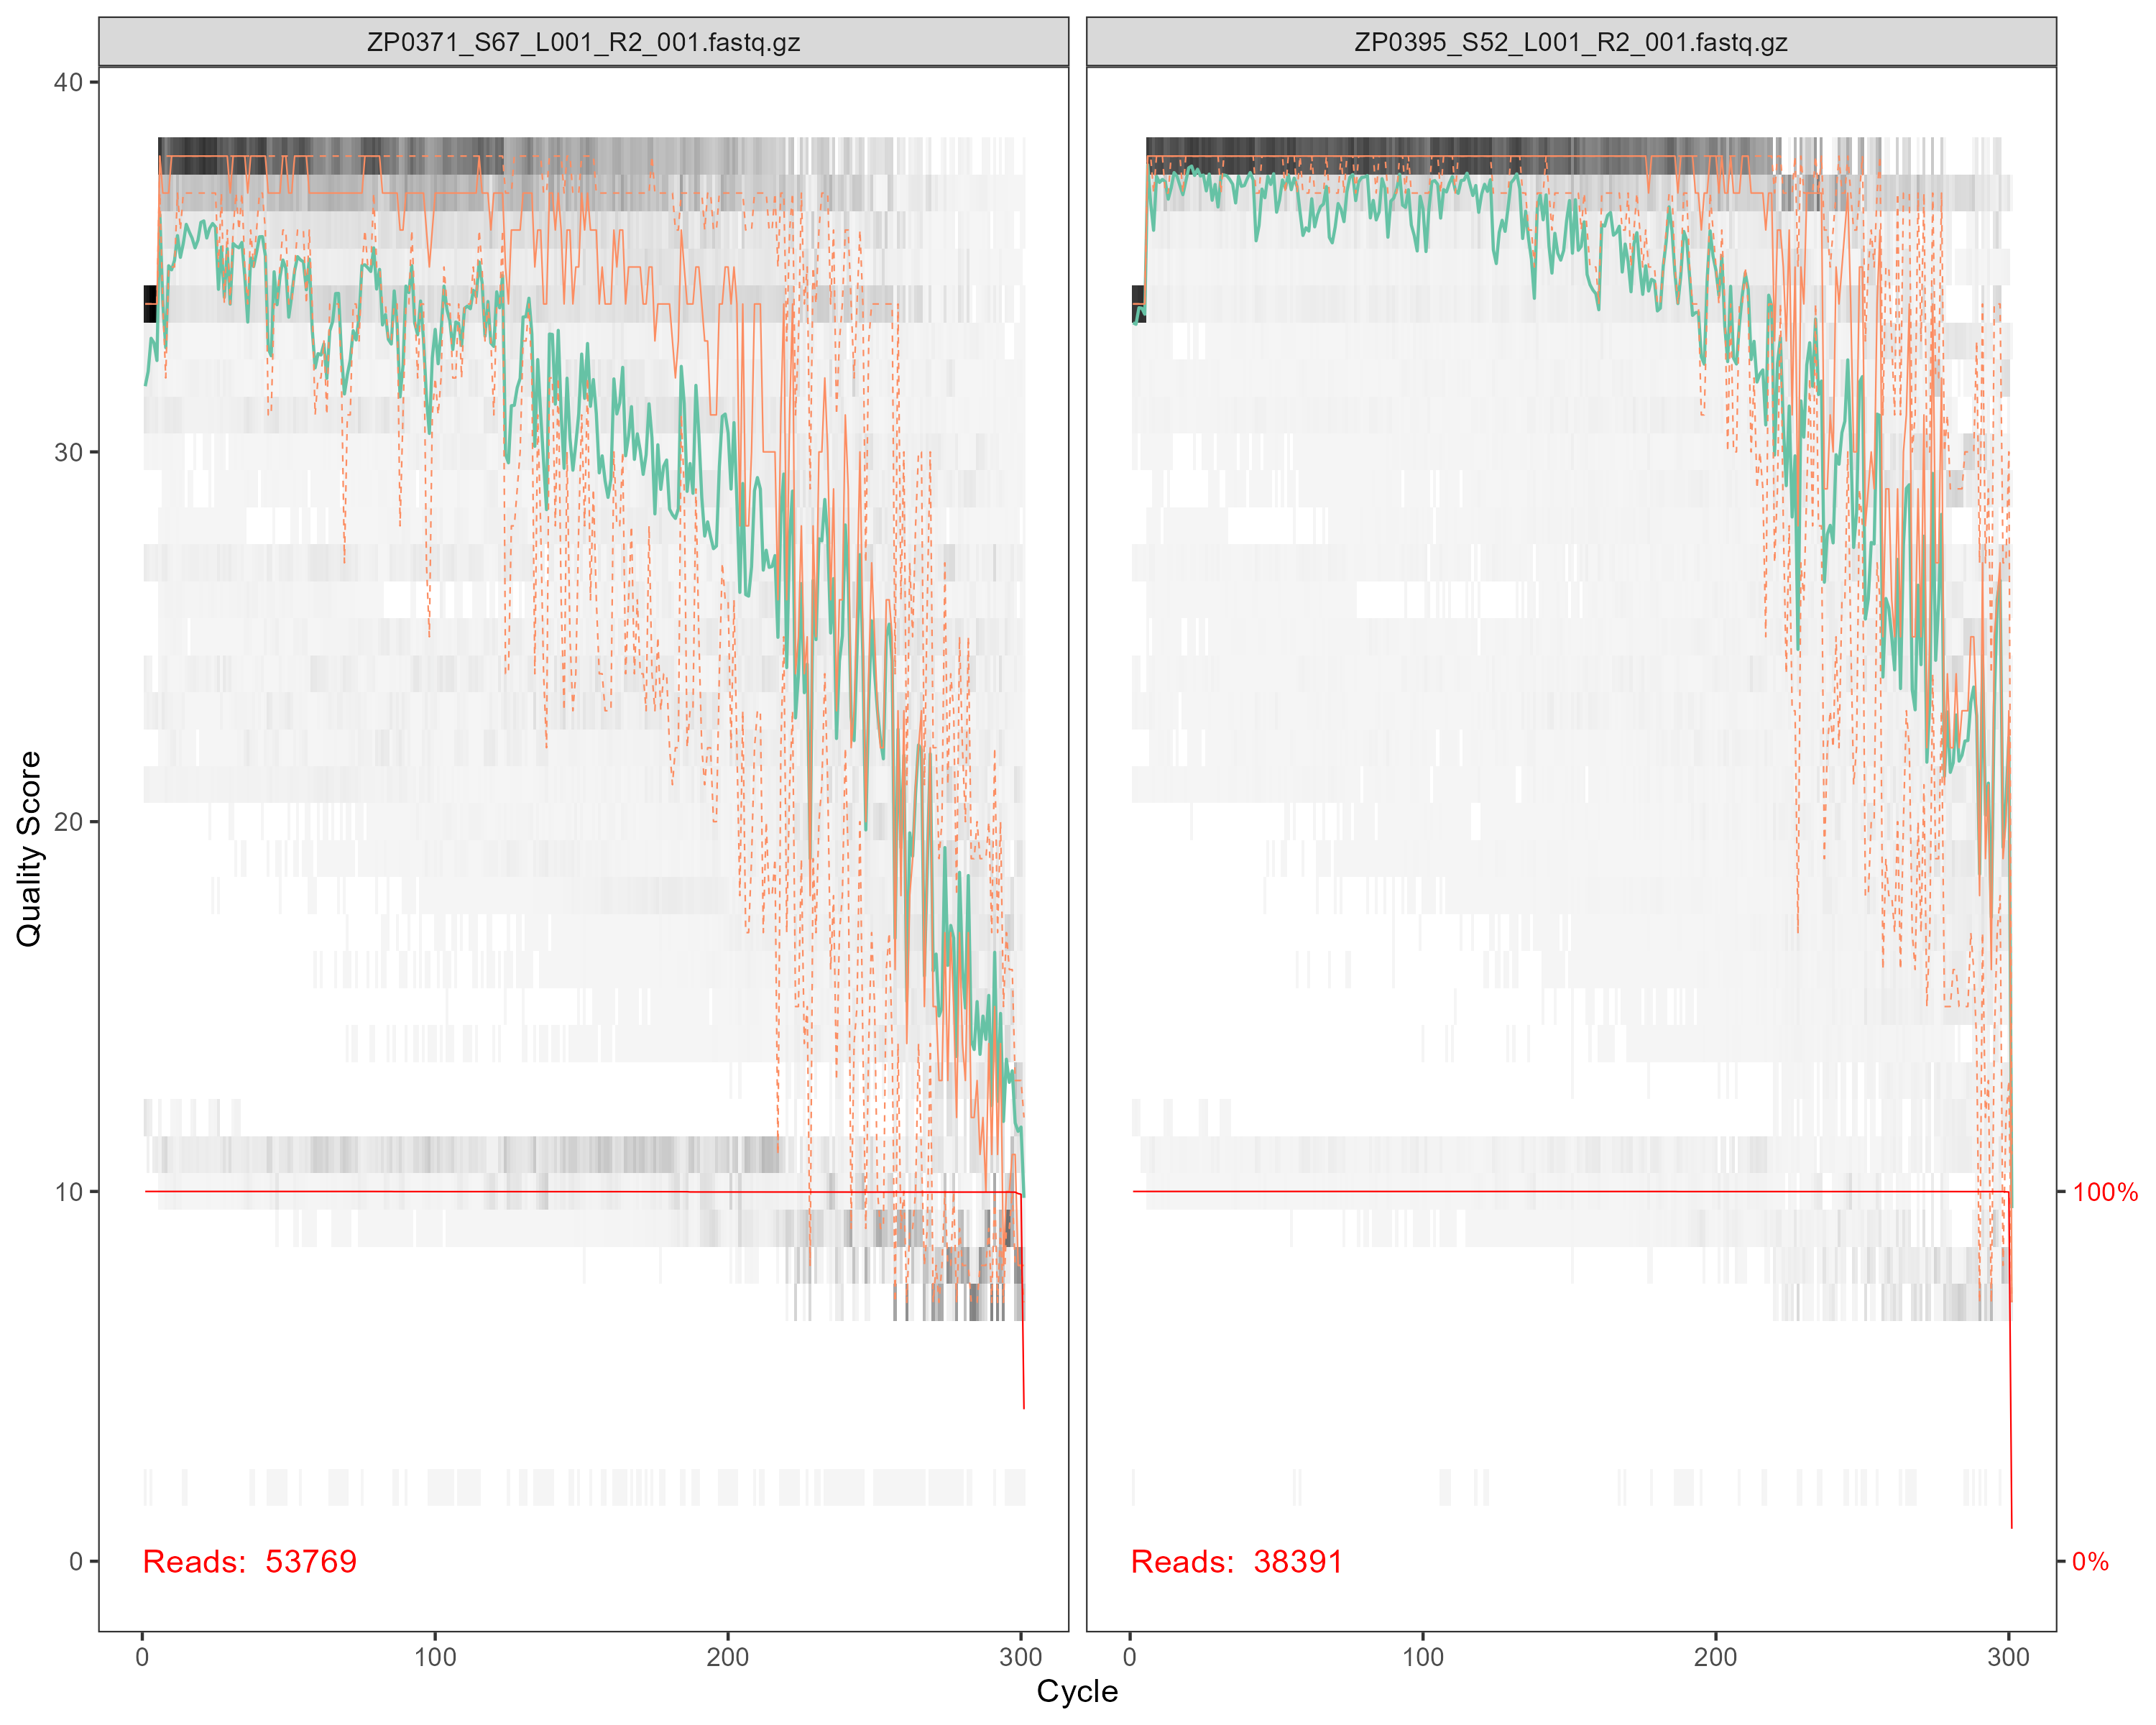 ZP0371_S67_L001_R2_001.fastq.gz
ZP0395_S52_L001_R2_001.fastq.gz
40
30
20
10
0
Quality Score
100%
0%
Reads: 53769
Reads: 38391
0
100
200
300
0
100
200
300
Cycle